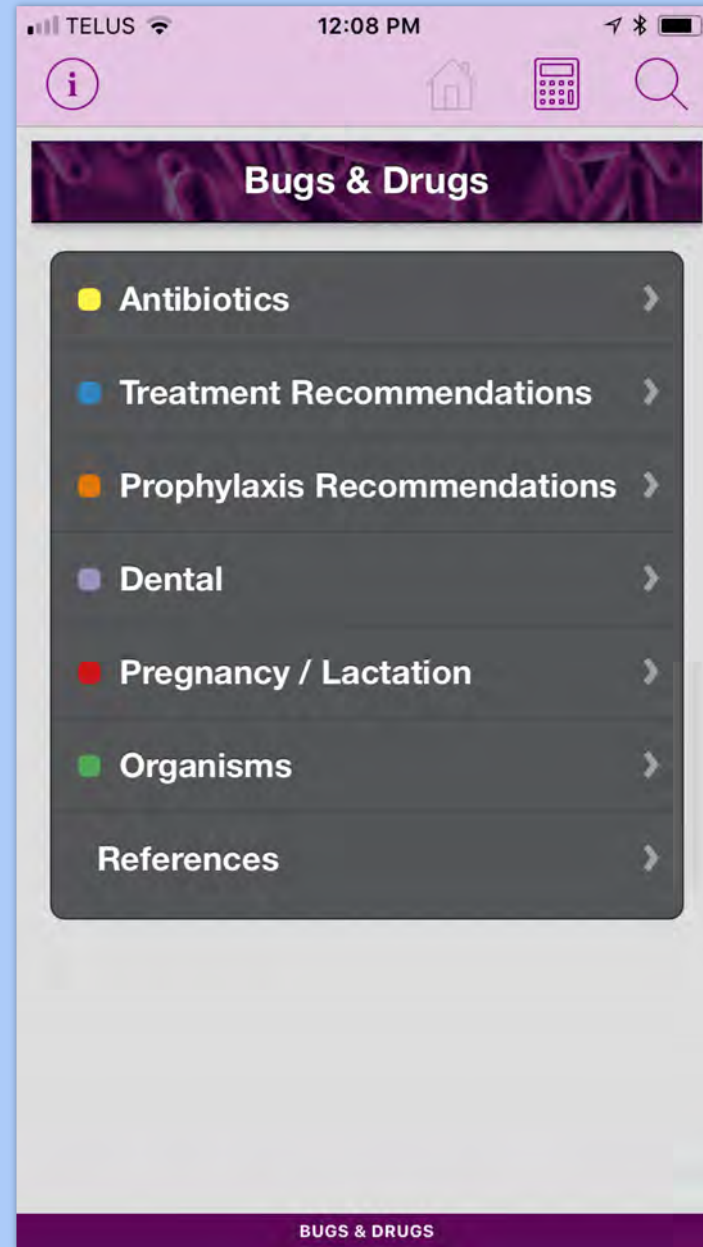 TELUS 12:08 PM
i
Bugs & Drugs
Antibiotics
Treatment Recommendations
Prophylaxis Recommendations
Dental
Pregnancy / Lactation
Organisms
References
BUGS & DRUGS